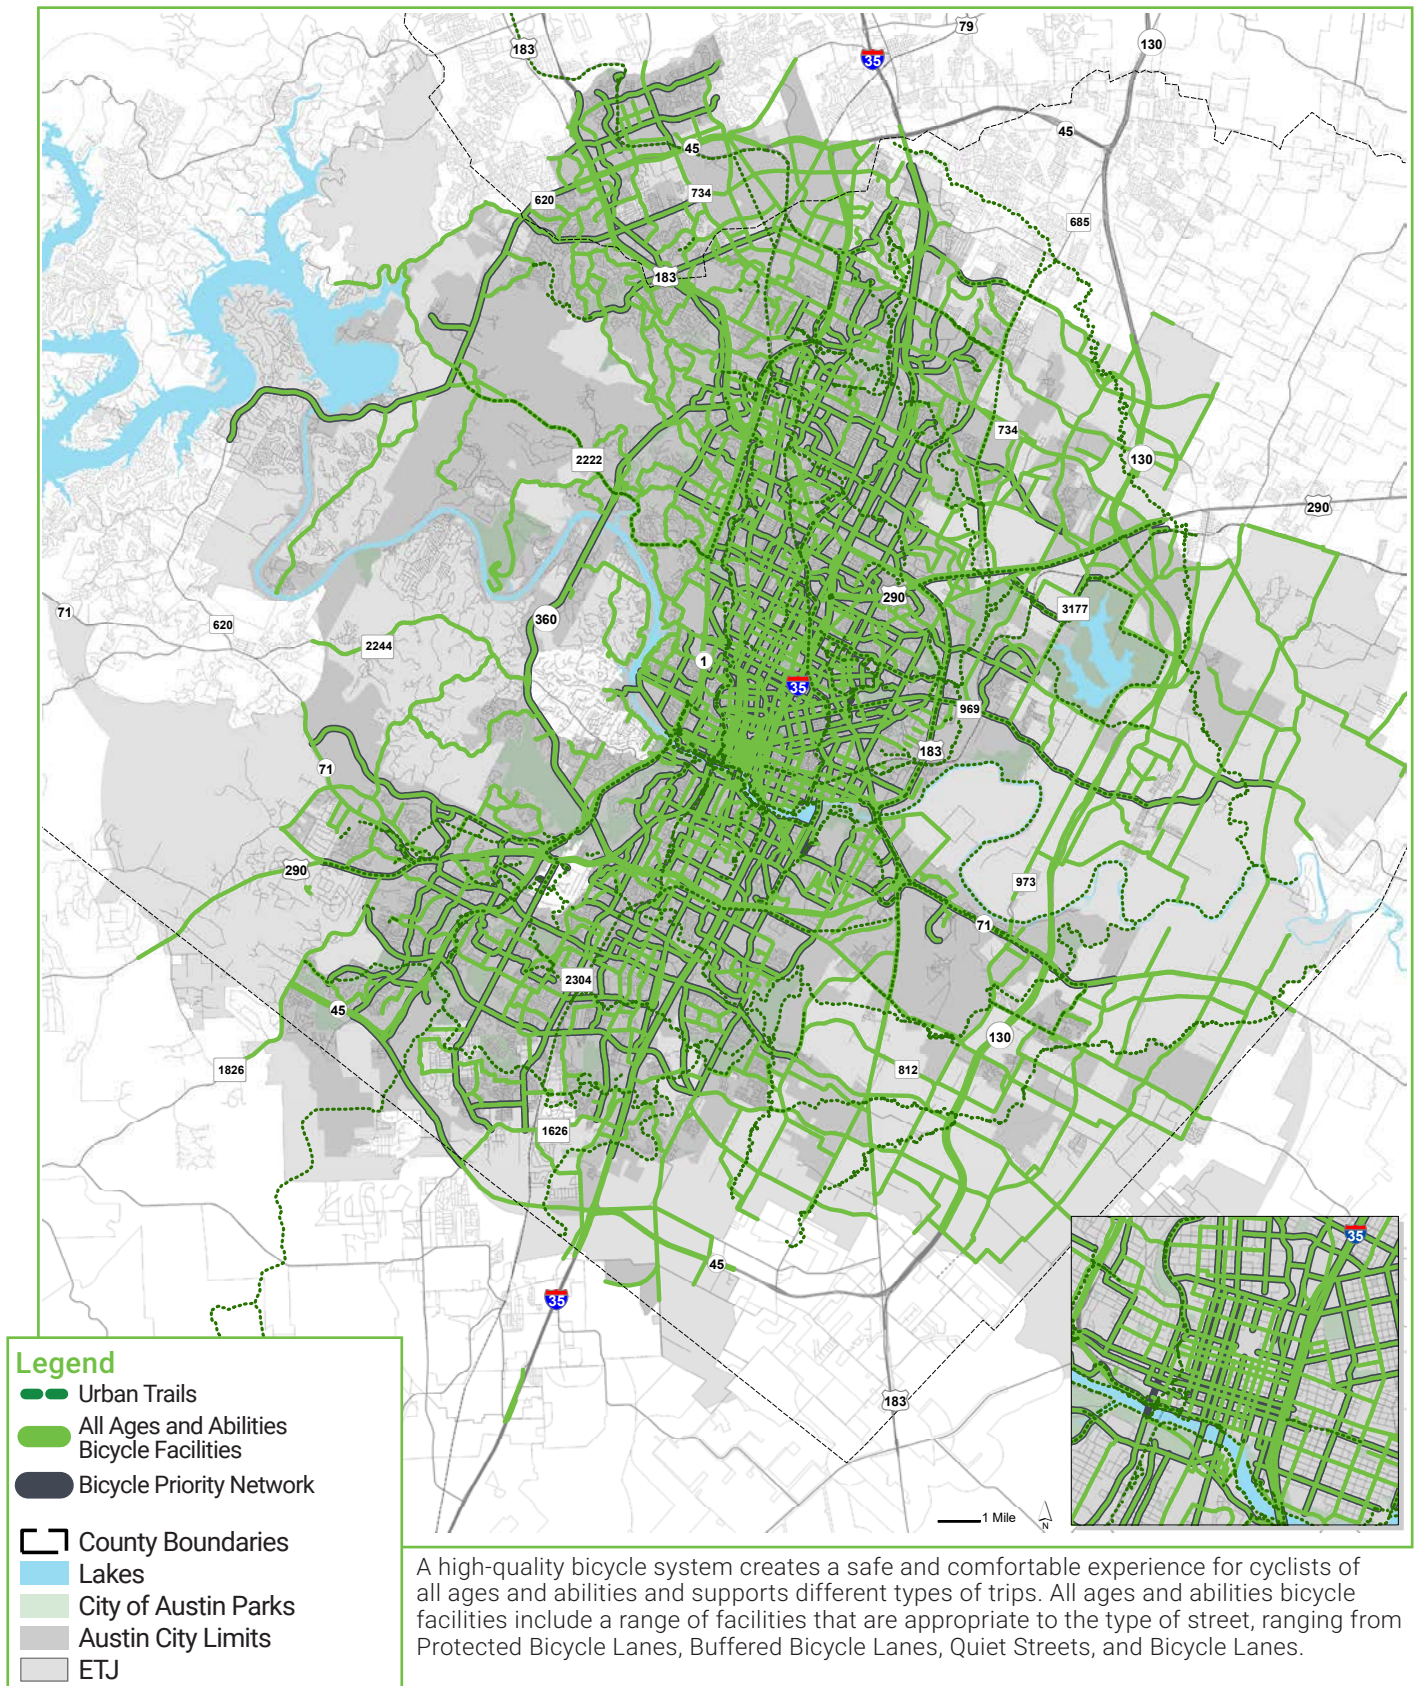 183
79
35
130
45
45
620
734
685
183
734
2222
130
290
71
620
2244
360
290
3177
1
35
969
183
71
290
973
71
2304
45
130
1826
812
1626
45
35
183
35
1 Mile
N
Legend
Urban Trails
All Ages and Abilities
Bicycle Facilities
Bicycle Priority Network
County Boundaries
Lakes
City of Austin Parks
Austin City Limits
ETJ
A high-quality bicycle system creates a safe and comfortable experience for cyclists of
all ages and abilities and supports different types of trips. All ages and abilities bicycle
facilities include a range of facilities that are appropriate to the type of street, ranging from
Protected Bicycle Lanes, Buffered Bicycle Lanes, Quiet Streets, and Bicycle Lanes.